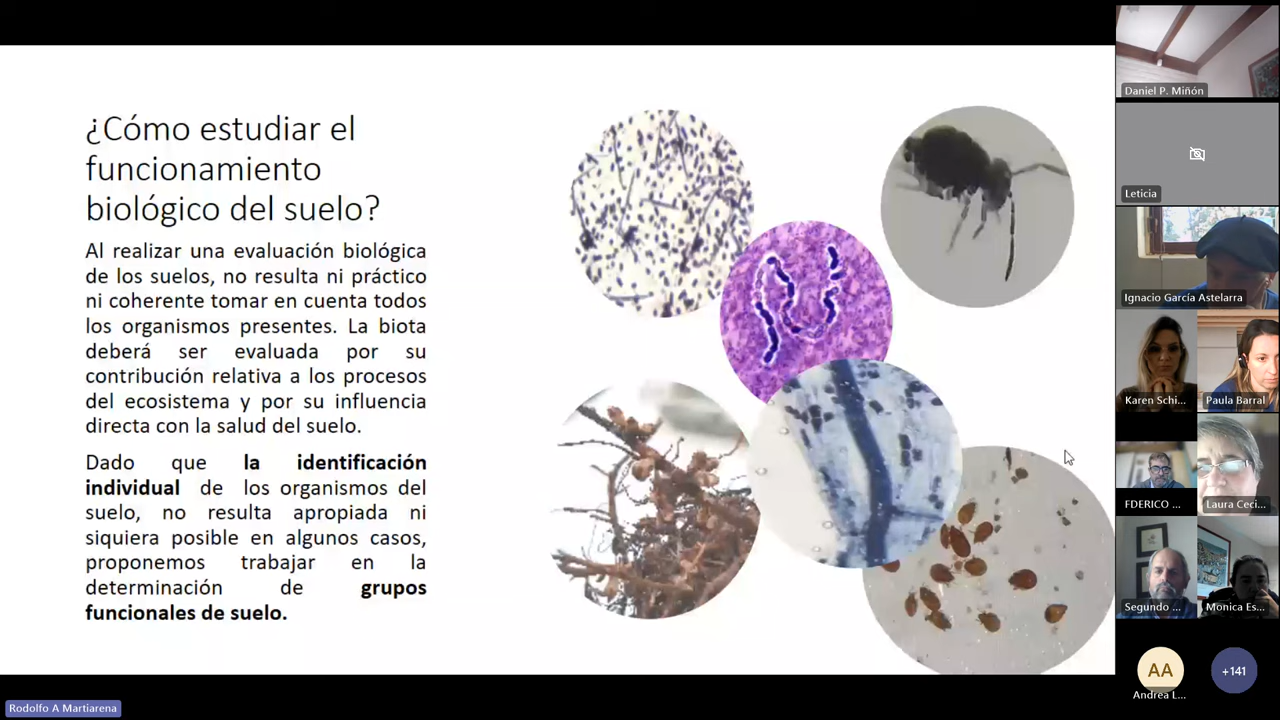 ¿Cómo estudiar el
funcionamiento
biológico del suelo?
Al realizar una evaluación biológica
de los suelos, no resulta ni práctico
ni coherente tomar en cuenta todos
los organismos presentes. La biota
deberá ser evaluada por su
contribución relativa a los procesos
del ecosistema y por su influencia
directa con la salud del suelo.
Dado que la identificación
individual de los organismos del
suelo, no resulta apropiada ni
siquiera posible en algunos casos,
proponemos trabajar en la
determinación de grupos
funcionales de suelo.
Daniel P. Miñón
Leticia
Ignacio García Astelarra
Karen Schi...
Paula Barral
FDERICO ...
Laura Ceci...
Segundo ...
Monica Es...
AA
Andrea L...
+141
Rodolfo A Martiarena